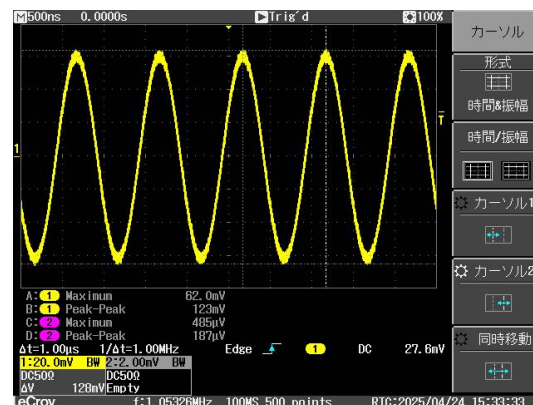 M 500ns 0.0000s Trig'd 100%
カーソル
形式
時間&振幅
時間/振幅
カーソル1
カーソル2
同時移動
T
1
A: 1 Maximum 62.0mV
B: 1 Peak-Peak 123mV
C: 2 Maximum 485μV
D: 2 Peak-Peak 187μV
Δt=1.00μs 1/Δt=1.00MHz Edge 1 DC 27.6mV
1:20.0mV BW 2:2.00mV BW
DC50Ω DC50Ω
ΔV 128mV Empty
LeCroy f:1.05326MHz 100MS 500 points RTC:2025/04/24 15:33:33